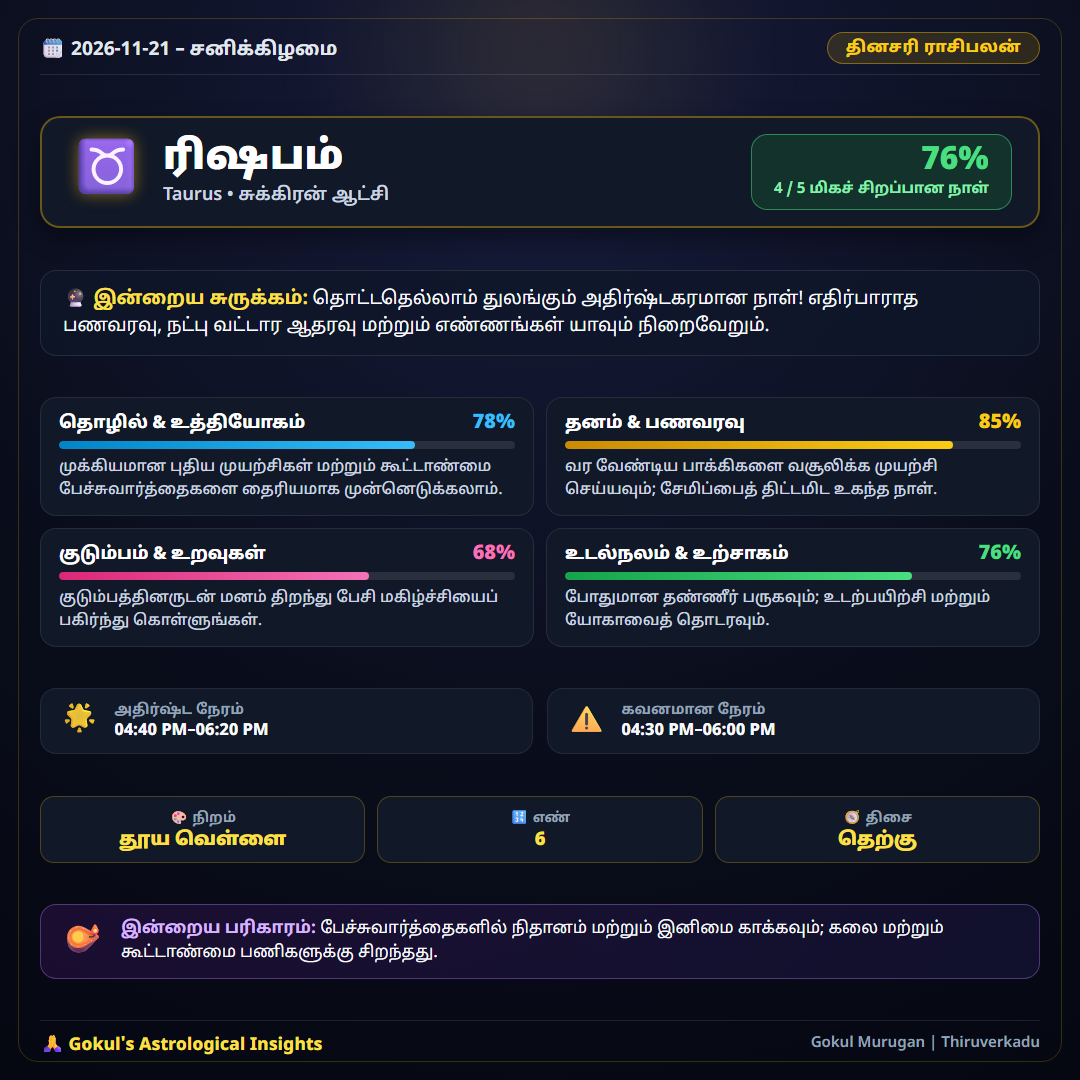 2026-11-21 – சனிக்கிழமை
தினசரி ராசிபலன்
ரிஷபம்
Taurus • சுக்கிரன் ஆட்சி
76%
4 / 5 மிகச் சிறப்பான நாள்
இன்றைய சுருக்கம்: தொட்டதெல்லாம் துலங்கும் அதிர்ஷ்டகரமான நாள்! எதிர்பாராத
பணவரவு, நட்பு வட்டார ஆதரவு மற்றும் எண்ணங்கள் யாவும் நிறைவேறும்.
தொழில் & உத்தியோகம் 78%
முக்கியமான புதிய முயற்சிகள் மற்றும் கூட்டாண்மை
பேச்சுவார்த்தைகளை தைரியமாக முன்னெடுக்கலாம்.
தனம் & பணவரவு 85%
வர வேண்டிய பாக்கிகளை வசூலிக்க முயற்சி
செய்யவும்; சேமிப்பைத் திட்டமிட உகந்த நாள்.
குடும்பம் & உறவுகள் 68%
குடும்பத்தினருடன் மனம் திறந்து பேசி மகிழ்ச்சியைப்
பகிர்ந்து கொள்ளுங்கள்.
உடல்நலம் & உற்சாகம் 76%
போதுமான தண்ணீர் பருகவும்; உடற்பயிற்சி மற்றும்
யோகாவைத் தொடரவும்.
அதிர்ஷ்ட நேரம்
04:40 PM–06:20 PM
கவனமான நேரம்
04:30 PM–06:00 PM
நிறம்
தூய வெள்ளை
எண்
6
திசை
தெற்கு
இன்றைய பரிகாரம்: பேச்சுவார்த்தைகளில் நிதானம் மற்றும் இனிமை காக்கவும்; கலை மற்றும்
கூட்டாண்மை பணிகளுக்கு சிறந்தது.
Gokul's Astrological Insights
Gokul Murugan | Thiruverkadu